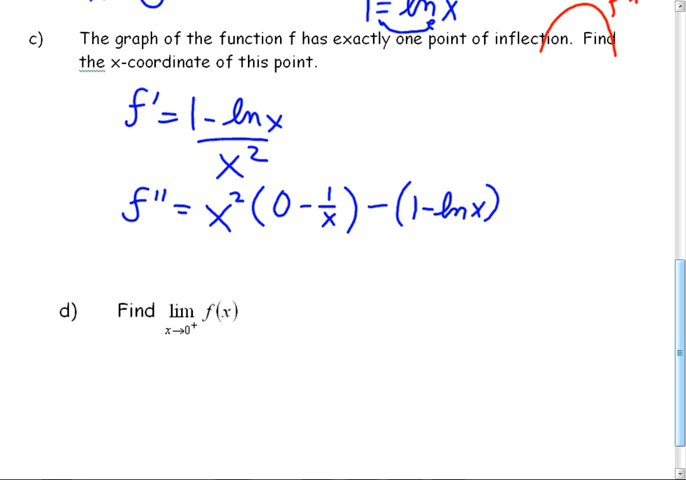 1 = ln x
c) The graph of the function f has exactly one point of inflection. Find
the x-coordinate of this point.
f' = 1 - ln x
x²
f'' = x² (0 - 1/x) - (1 - ln x)
d) Find lim f(x)
x→0⁺